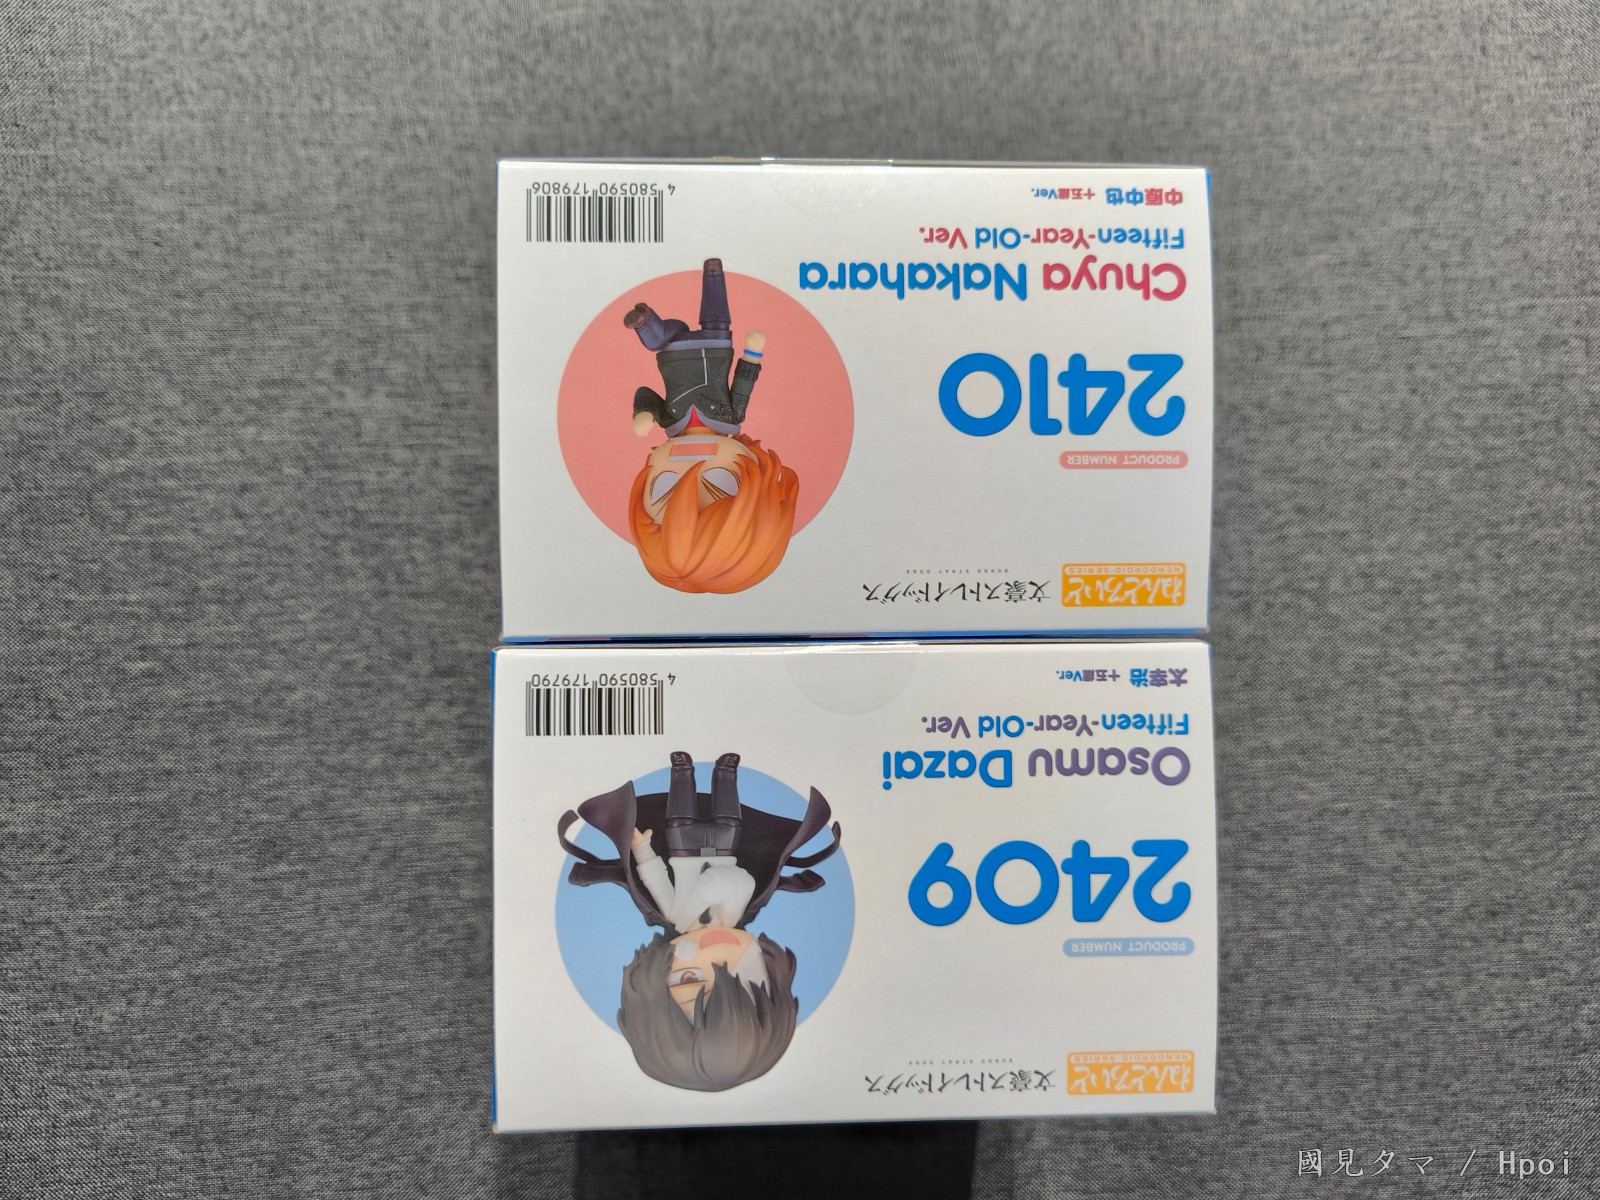 ねんどろいど
NENDOROID-SERIES
文豪ストレイドッグス
BUNGO STRAY DOGS
PRODUCT NUMBER
2409
Osamu Dazai
Fifteen-Year-Old Ver.
太宰治 十五歳Ver.
4 580590 179790
ねんどろいど
NENDOROID-SERIES
文豪ストレイドッグス
BUNGO STRAY DOGS
PRODUCT NUMBER
2410
Chuya Nakahara
Fifteen-Year-Old Ver.
中原中也 十五歳Ver.
4 580590 179806
國見タマ / Hpoi